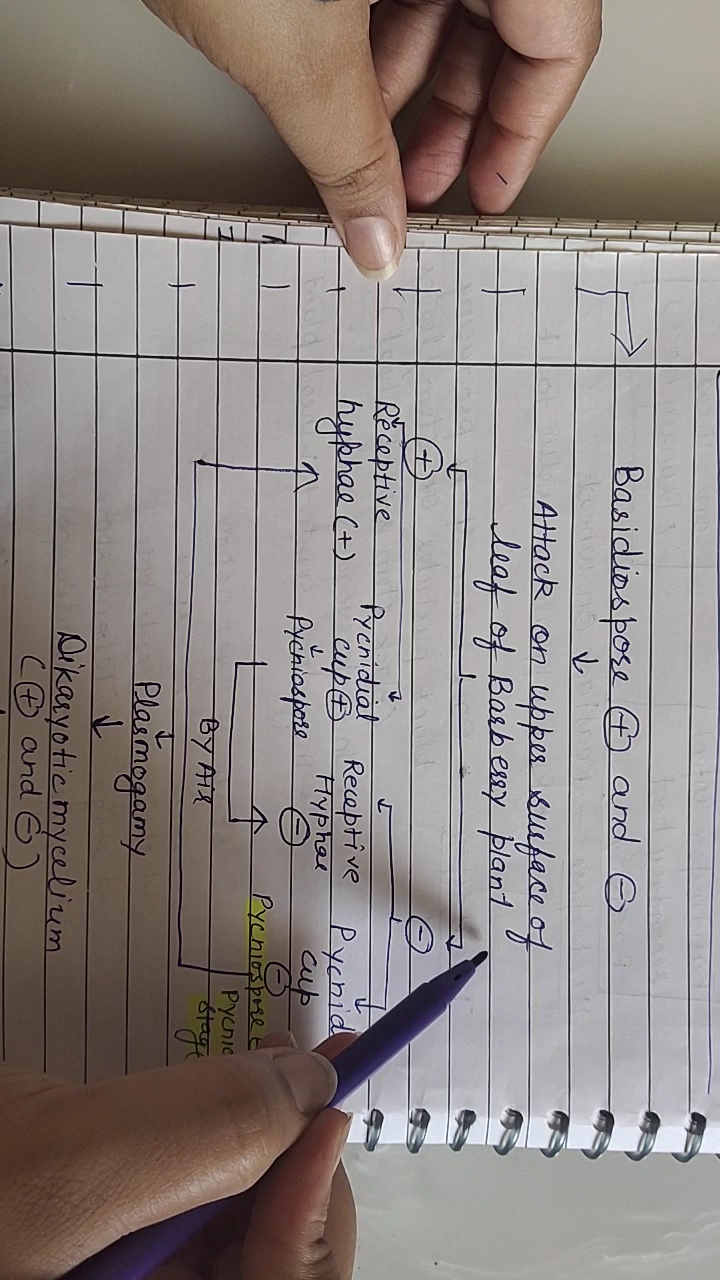 Basidiospore ⊕ and ⊖
Attack on upper surface of
leaf of Barberry plant
⊕ ⊖
Receptive
hyphae (+)
Pycnidial
cup ⊕
Receptive
Hyphae
⊖
cup
Pycniospore
Pycniospore
⊖
By Air
Plasmogamy
Dikaryotic mycelium
(⊕ and ⊖)